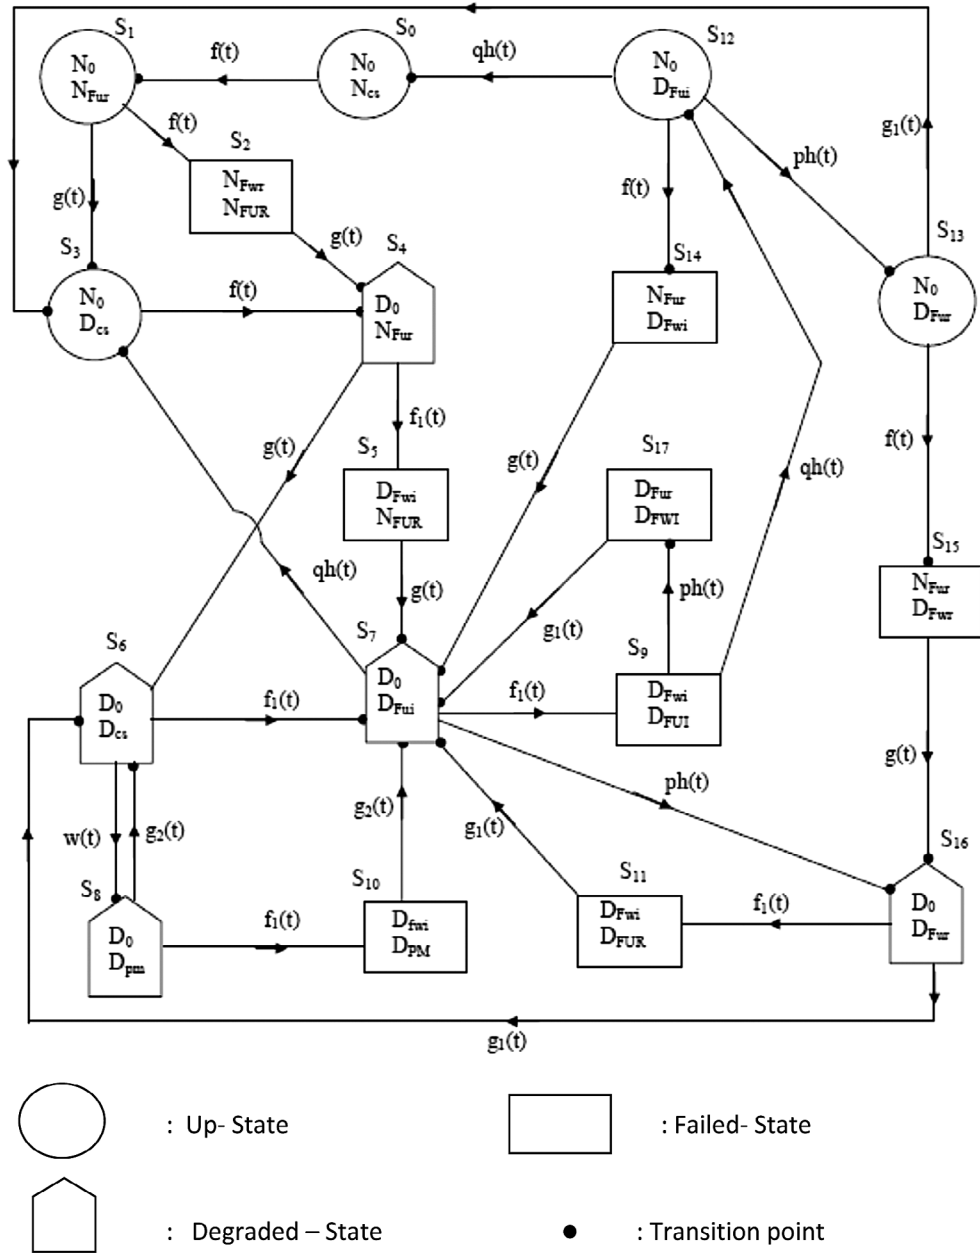 S1
f(t)
S0
qh(t)
S12
N0
NFur
N0
Ncs
N0
DFui
g1(t)
f(t)
S2
ph(t)
g(t)
NFwr
NFUR
f(t)
S3
g(t)
S4
S14
S13
N0
Dcs
f(t)
D0
NFur
NFur
DFwi
N0
DFwr
f1(t)
f(t)
g(t)
S5
g(t)
S17
qh(t)
DFwi
NFUR
DFur
DFWI
S15
qh(t)
g(t)
ph(t)
NFwr
DFwr
S6
S7
g1(t)
S9
D0
Dcs
f1(t)
D0
DFui
f1(t)
DFwi
DFUI
g(t)
ph(t)
w(t)
g2(t)
g2(t)
g1(t)
S16
S8
S10
S11
D0
Dpm
f1(t)
Dfwi
DPM
DFwi
DFUR
f1(t)
D0
DFwr
g1(t)
: Up- State
: Failed- State
: Degraded – State
: Transition point